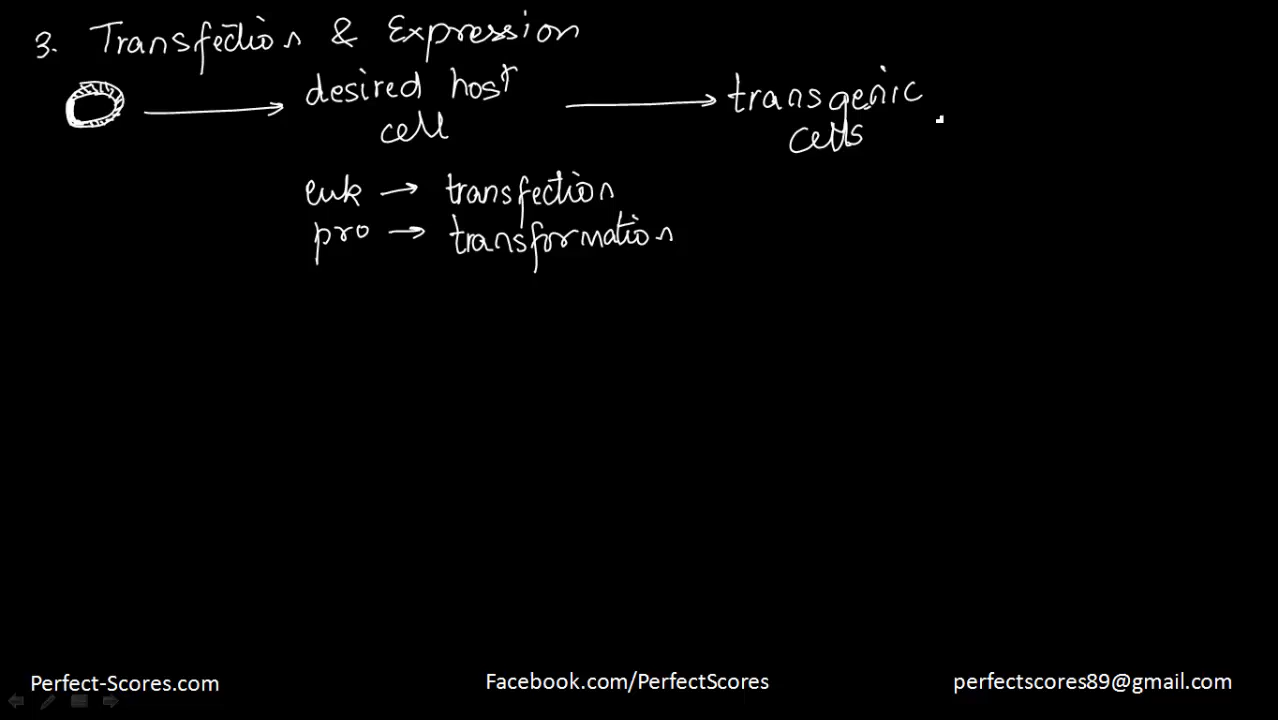 3. Transfection & Expression
desired host
cell
transgenic
cells
euk → transfection
pro → transformation
Perfect-Scores.com
Facebook.com/PerfectScores
perfectscores89@gmail.com